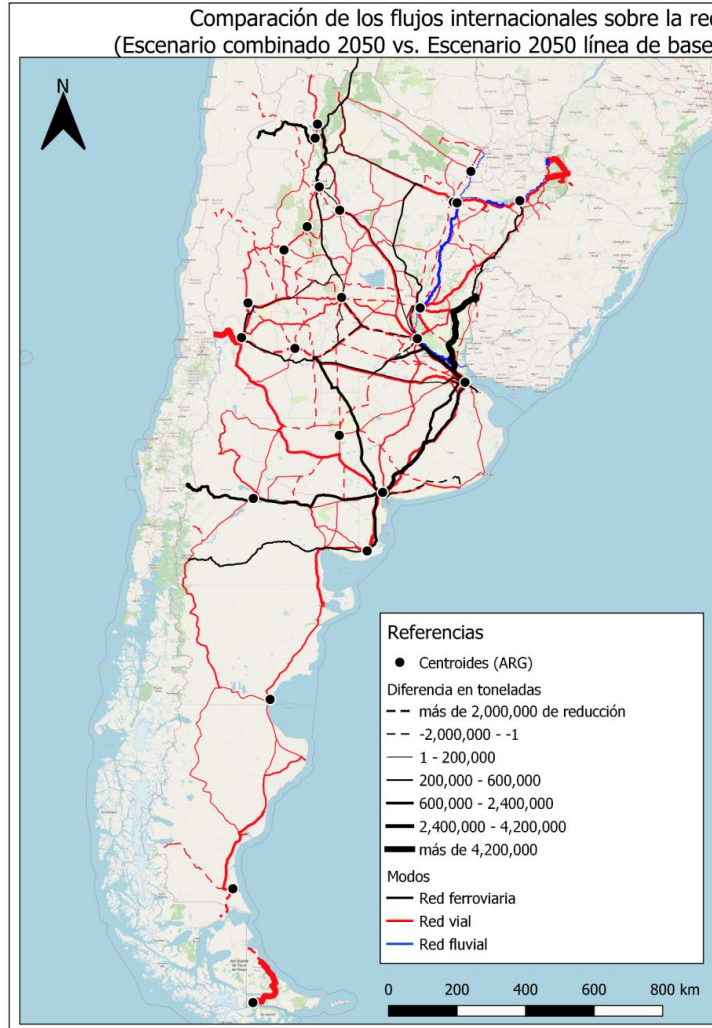 Comparación de los flujos internacionales sobre la re
(Escenario combinado 2050 vs. Escenario 2050 línea de base
N
Referencias
Centroides (ARG)
Diferencia en toneladas
más de 2,000,000 de reducción
-2,000,000 - -1
1 - 200,000
200,000 - 600,000
600,000 - 2,400,000
2,400,000 - 4,200,000
más de 4,200,000
Modos
Red ferroviaria
Red vial
Red fluvial
0 200 400 600 800 km